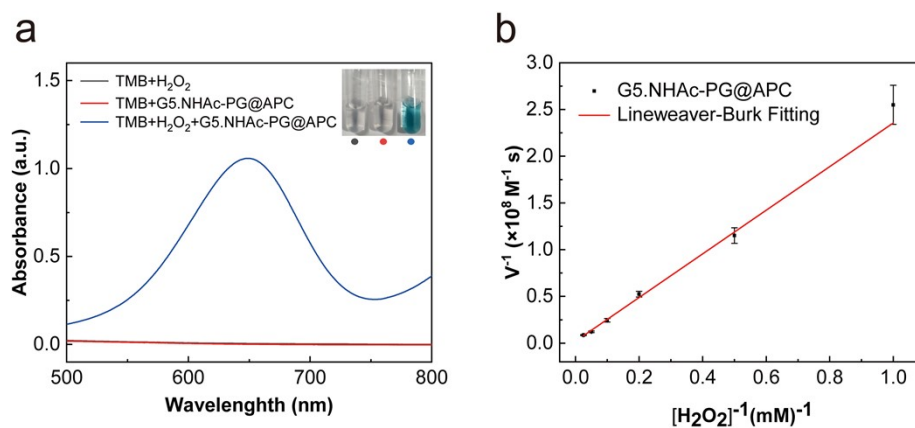 a
1.5
1.0
0.5
0.0
Absorbance (a.u.)
TMB+H₂O₂
TMB+G5.NHAc-PG@APC
TMB+H₂O₂+G5.NHAc-PG@APC
500
600
700
800
Wavelenghth (nm)
b
3.0
2.5
2.0
1.5
1.0
0.5
0.0
V⁻¹ (×10⁸ M⁻¹ s)
G5.NHAc-PG@APC
Lineweaver-Burk Fitting
0.0
0.2
0.4
0.6
0.8
1.0
[H₂O₂]⁻¹(mM)⁻¹